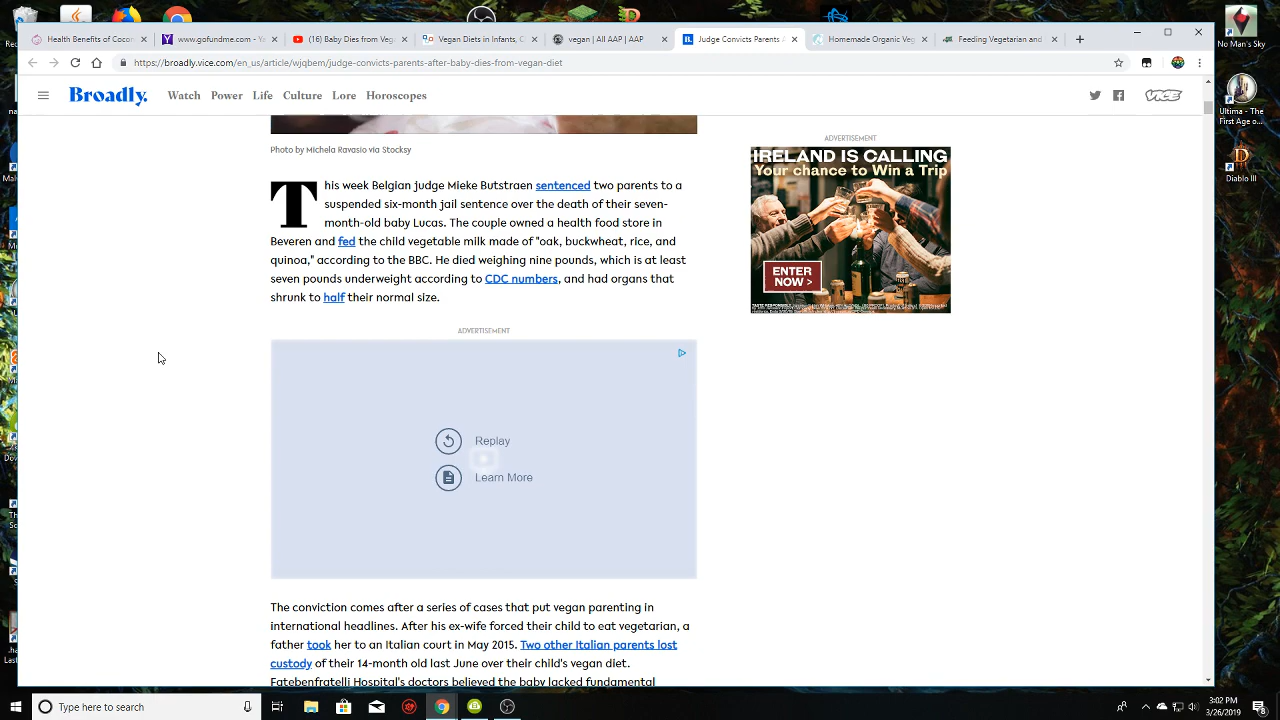 No Man's Sky
Health Benefits of Cocon
www.gofundme.com - Ye
(16) Baby Dies from Vega
Vegan Diets in Infants, C
vegan | All AAP | AAP
Judge Convicts Parents A
Homemade Organic Veg
Feeding Vegetarian and
https://broadly.vice.com/en_us/article/wjqbem/judge-convicts-parents-after-baby-dies-from-vegan-diet
Broadly.
Watch
Power
Life
Culture
Lore
Horoscopes
VICE
Ultima - The
First Age o...
Diablo III
Photo by Michela Ravasio via Stocksy
This week Belgian judge Mieke Butstraen sentenced two parents to a
suspended six-month jail sentence over the death of their seven-
month-old baby Lucas. The couple owned a health food store in
Beveren and fed the child vegetable milk made of "oak, buckwheat, rice, and
quinoa," according to the BBC. He died weighing nine pounds, which is at least
seven pounds underweight according to CDC numbers, and had organs that
shrunk to half their normal size.
ADVERTISEMENT
IRELAND IS CALLING
Your chance to Win a Trip
ENTER
NOW >
ADVERTISEMENT
Replay
Learn More
The conviction comes after a series of cases that put vegan parenting in
international headlines. After his ex-wife forced their child to eat vegetarian, a
father took her to an Italian court in May 2015. Two other Italian parents lost
custody of their 14-month old last June over their child's vegan diet.
Fatebenfratelli Hospital's doctors believed the baby lacked fundamental
Type here to search
3:02 PM
3/26/2019
8